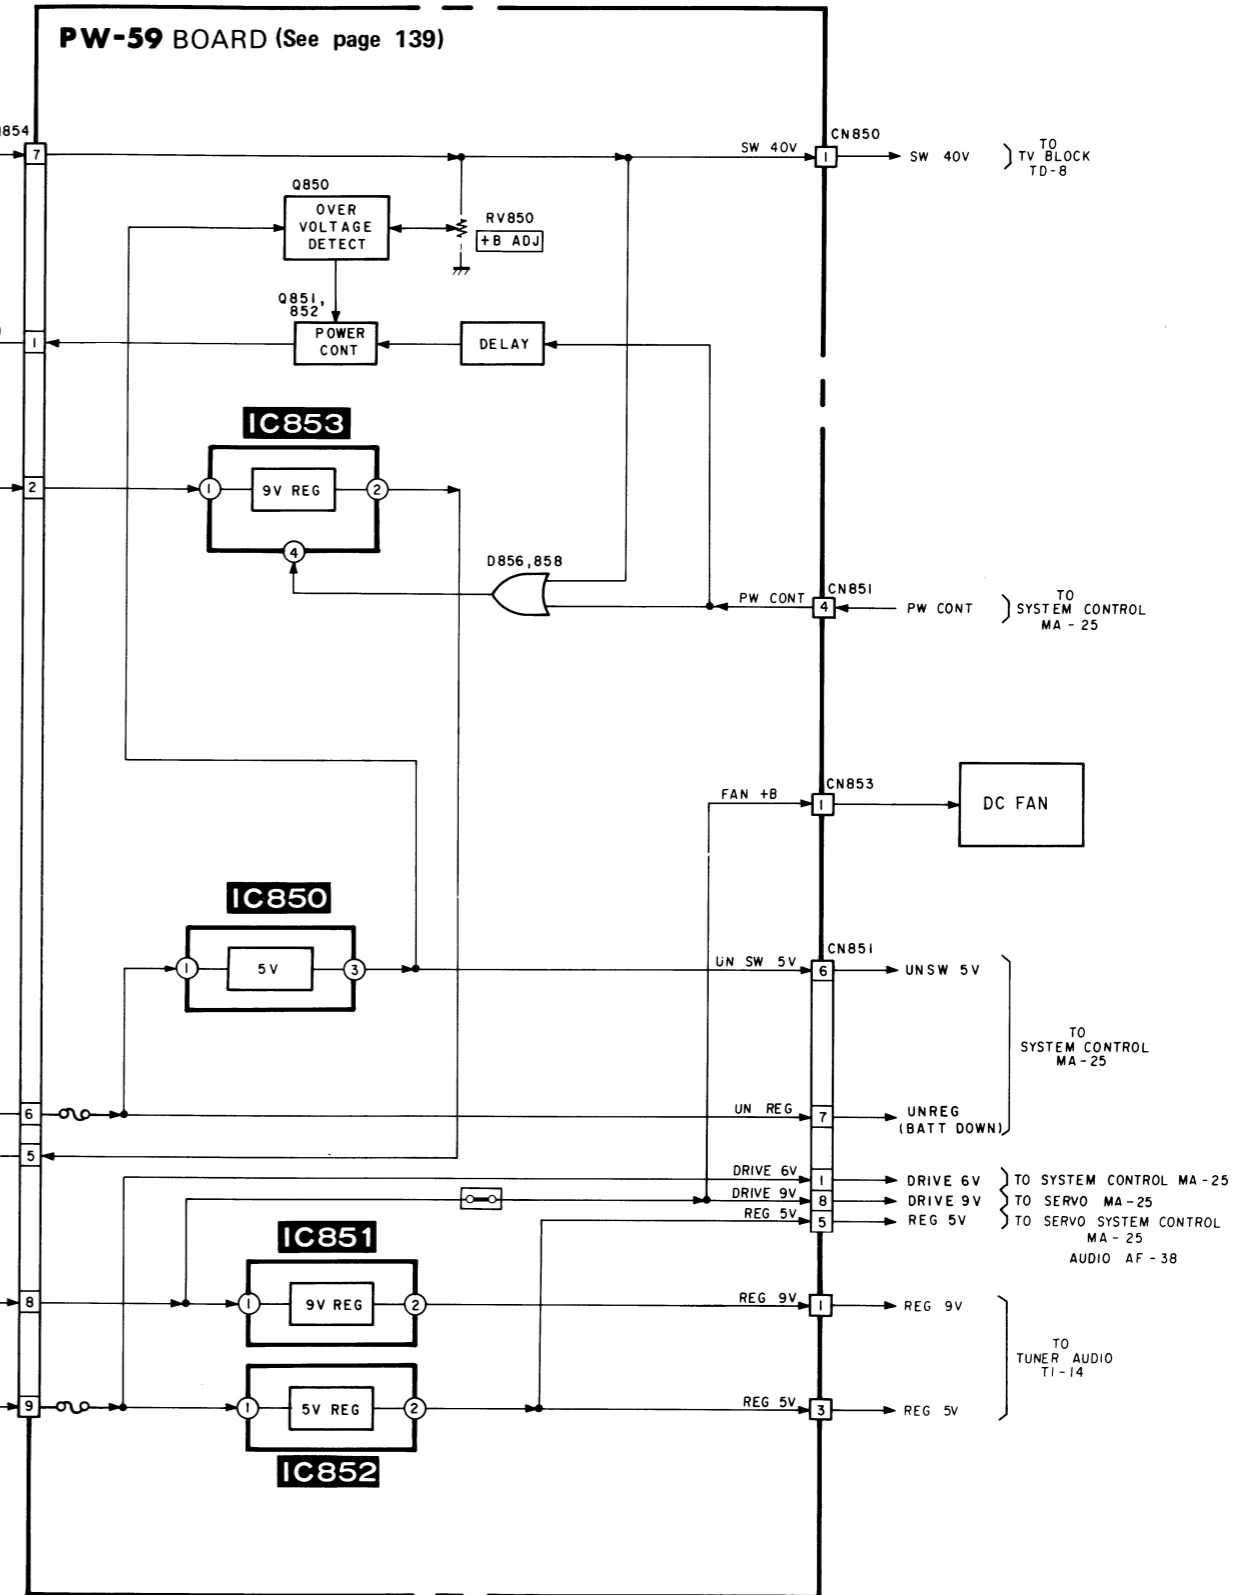 PW-59 BOARD (See page 139)
854
CN850
7
SW 40V
1
SW 40V
TO
TV BLOCK
TD-8
Q850
OVER
VOLTAGE
DETECT
RV850
+B ADJ
Q851,
852
1
POWER
CONT
DELAY
IC853
2
1
9V REG
2
4
D856,858
CN851
PW CONT
4
PW CONT
TO
SYSTEM CONTROL
MA-25
CN853
FAN +B
1
DC FAN
IC850
CN851
1
5V
3
UN SW 5V
6
UNSW 5V
TO
SYSTEM CONTROL
MA-25
6
UN REG
7
UNREG
(BATT DOWN)
5
DRIVE 6V
1
DRIVE 6V
TO SYSTEM CONTROL MA-25
DRIVE 9V
8
DRIVE 9V
TO SERVO MA-25
REG 5V
5
REG 5V
TO SERVO SYSTEM CONTROL
MA-25
AUDIO AF-38
IC851
8
1
9V REG
2
REG 9V
1
REG 9V
TO
TUNER AUDIO
TI-14
9
1
5V REG
2
REG 5V
3
REG 5V
IC852